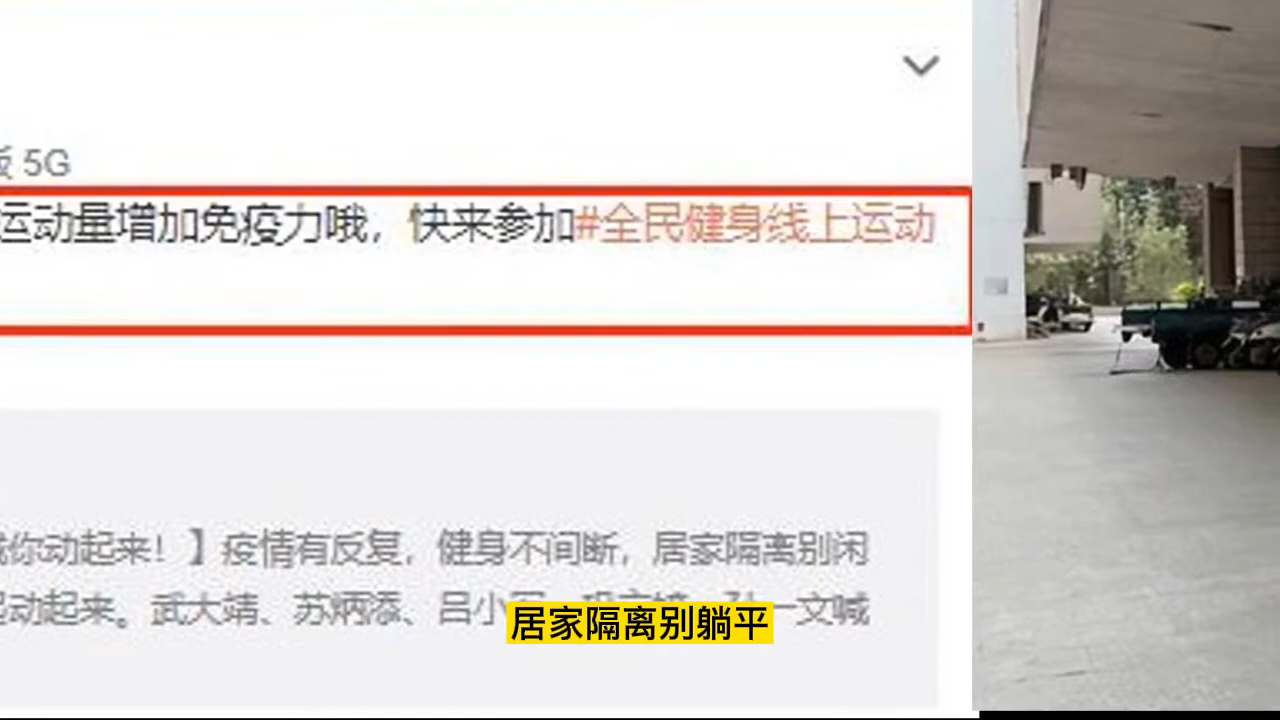 5G
运动量增加免疫力哦，快来参加#全民健身线上运动
你动起来！】疫情有反复，健身不间断，居家隔离别闲
动起来。武大靖、苏炳添、吕小 一文喊
居家隔离别躺平